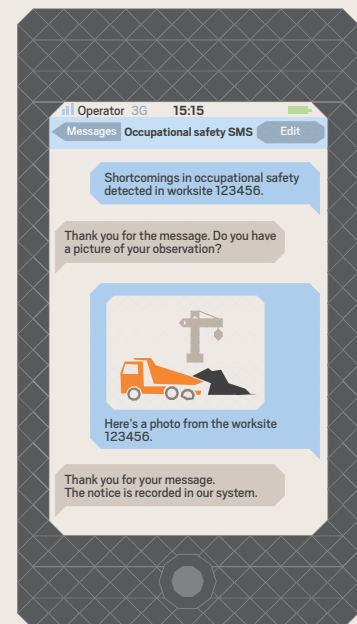 Operator 3G 15:15
Messages Occupational safety SMS Edit
Shortcomings in occupational safety
detected in worksite 123456.
Thank you for the message. Do you have
a picture of your observation?
Here's a photo from the worksite
123456.
Thank you for your message.
The notice is recorded in our system.